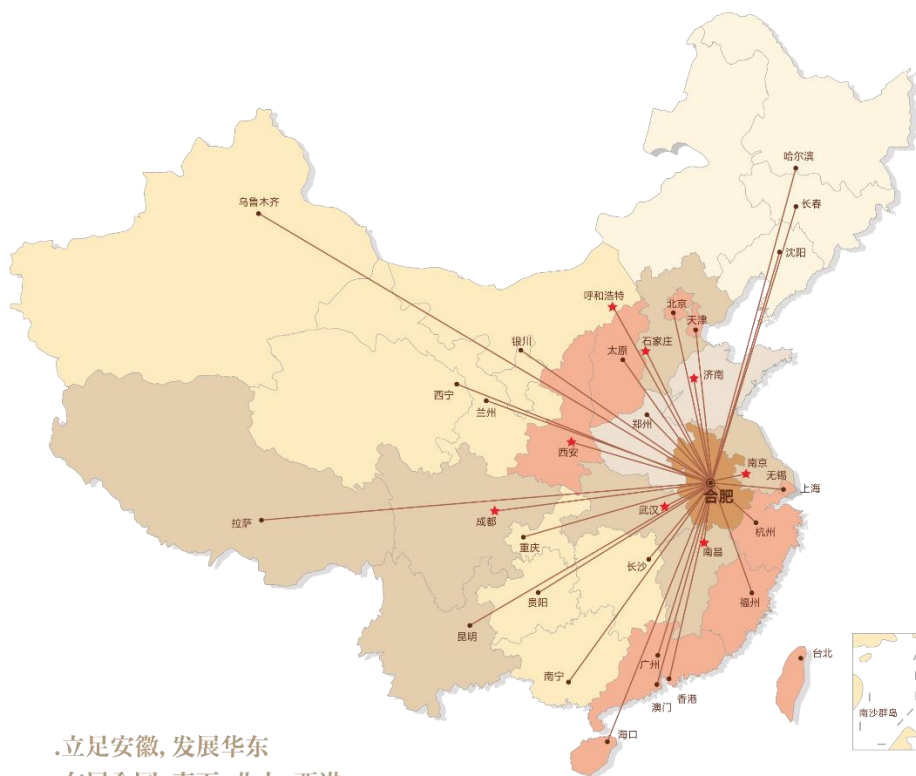 哈尔滨
乌鲁木齐
长春
沈阳
呼和浩特
北京
天津
银川
太原
石家庄
济南
西宁
兰州
郑州
西安
南京
无锡
上海
合肥
拉萨
成都
武汉
杭州
重庆
南昌
长沙
贵阳
福州
昆明
广州
台北
南宁
香港
澳门
南沙群岛
海口
.立足安徽, 发展华东